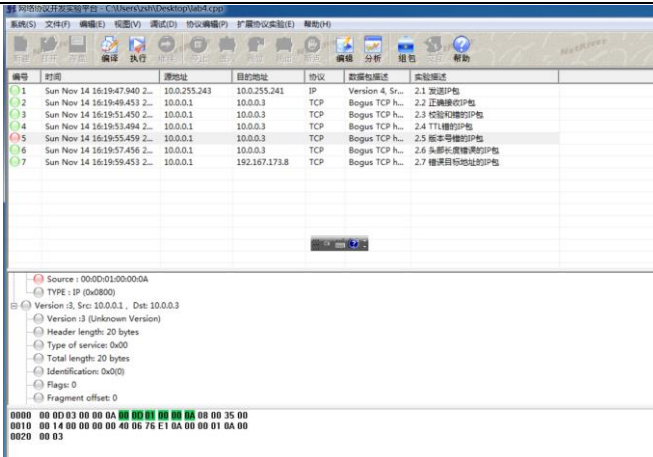 网络协议开发实验平台 - C:\Users\zsh\Desktop\lab4.cpp
系统(S) 文件(F) 编辑(E) 视图(V) 调试(D) 协议编辑(P) 扩展协议实验(E) 帮助(H)
新建 打开 存盘 编译 执行 继续 停止 断点 编辑 分析 组包 交互 帮助 NetRiver
编号 时间 源地址 目的地址 协议 数据包描述 实验描述
1 Sun Nov 14 16:19:47.940 2... 10.0.255.243 10.0.255.241 IP Version 4, Sr... 2.1 发送IP包
2 Sun Nov 14 16:19:49.453 2... 10.0.0.1 10.0.0.3 TCP Bogus TCP h... 2.2 正确接收IP包
3 Sun Nov 14 16:19:51.450 2... 10.0.0.1 10.0.0.3 TCP Bogus TCP h... 2.3 校验和错的IP包
4 Sun Nov 14 16:19:53.494 2... 10.0.0.1 10.0.0.3 TCP Bogus TCP h... 2.4 TTL错的IP包
5 Sun Nov 14 16:19:55.459 2... 10.0.0.1 10.0.0.3 TCP Bogus TCP h... 2.5 版本号错的IP包
6 Sun Nov 14 16:19:57.456 2... 10.0.0.1 10.0.0.3 TCP Bogus TCP h... 2.6 头部长度错误的IP包
7 Sun Nov 14 16:19:59.453 2... 10.0.0.1 192.167.173.8 TCP Bogus TCP h... 2.7 错误目标地址的IP包
Source : 00:0D:01:00:00:0A
TYPE : IP (0x0800)
Version :3, Src: 10.0.0.1 , Dst: 10.0.0.3
Version :3 (Unknown Version)
Header length: 20 bytes
Type of service: 0x00
Total length: 20 bytes
Identification: 0x0(0)
Flags: 0
Fragment offset: 0
0000 00 0D 03 00 00 0A 00 0D 01 00 00 0A 08 00 35 00
0010 00 14 00 00 00 00 40 06 76 E1 0A 00 00 01 0A 00
0020 00 03